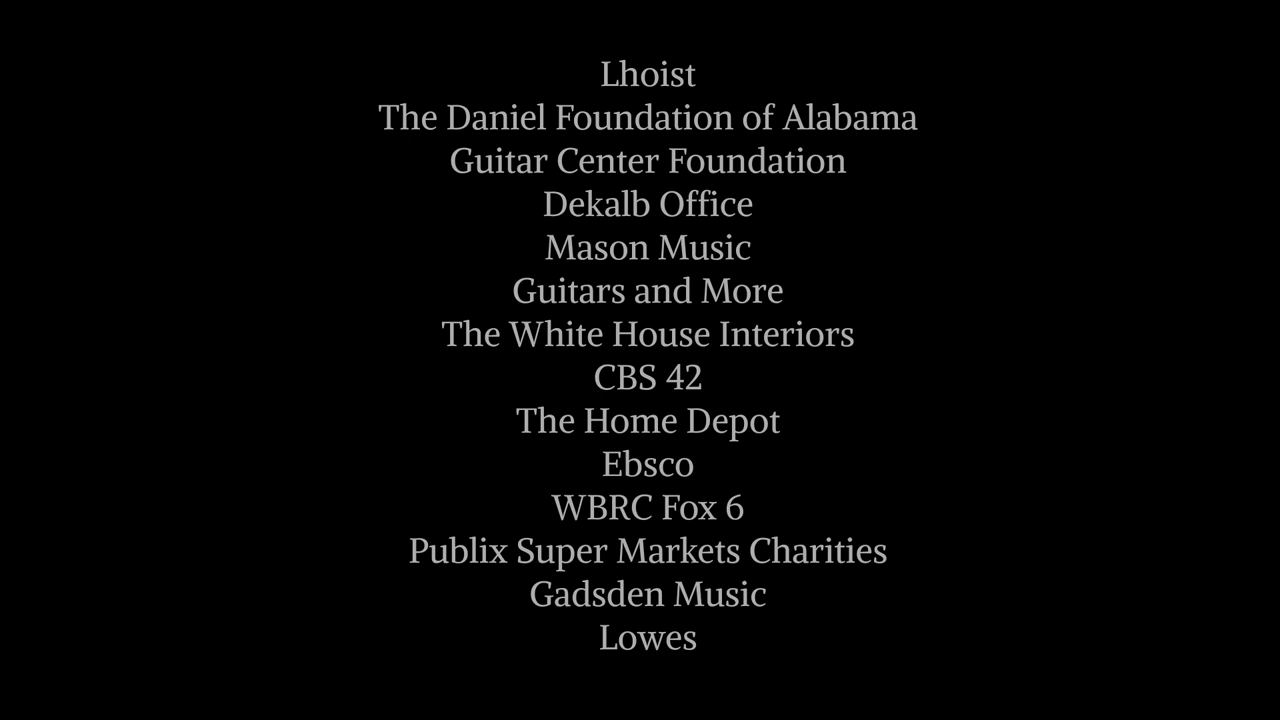 Lhoist
The Daniel Foundation of Alabama
Guitar Center Foundation
Dekalb Office
Mason Music
Guitars and More
The White House Interiors
CBS 42
The Home Depot
Ebsco
WBRC Fox 6
Publix Super Markets Charities
Gadsden Music
Lowes